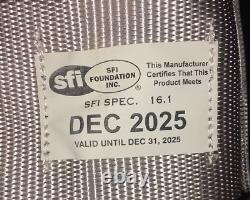 sfi
SFI
FOUNDATION
INC.®
This Manufacturer
Certifies That This
Product Meets
SFI SPEC. 16.1
DEC 2025
VALID UNTIL DEC 31, 2025